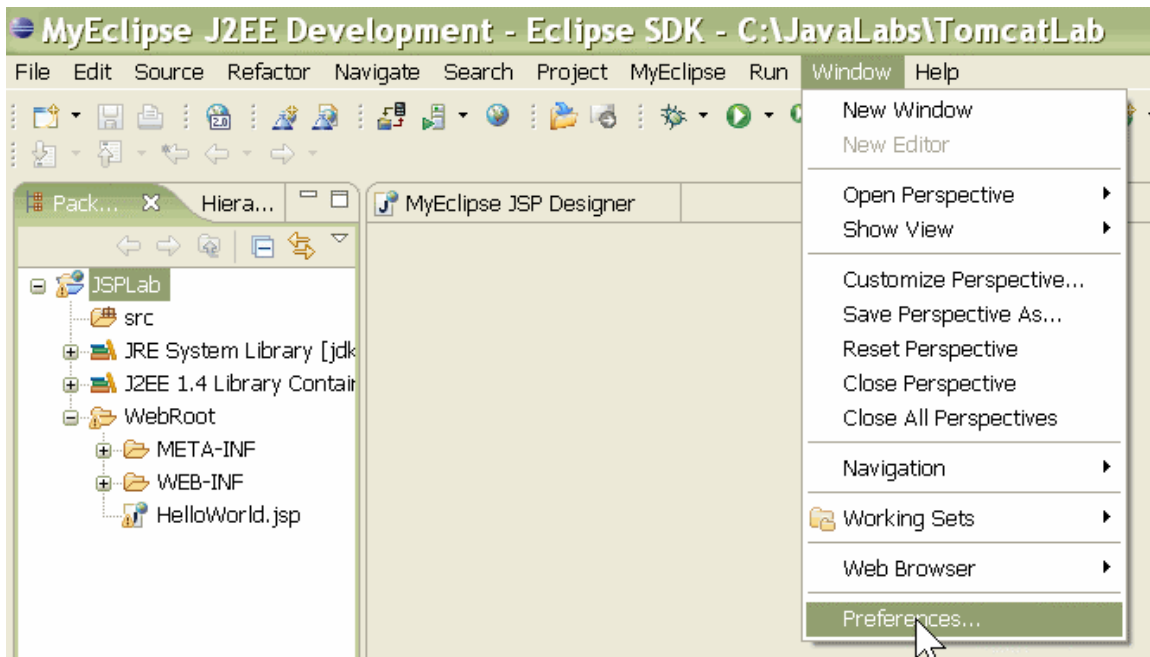 MyEclipse J2EE Development - Eclipse SDK - C:\JavaLabs\TomcatLab
File Edit Source Refactor Navigate Search Project MyEclipse Run Window Help
2.0
Pack... Hiera... MyEclipse JSP Designer
JSPLab
src
JRE System Library [jdk
J2EE 1.4 Library Contair
WebRoot
META-INF
WEB-INF
HelloWorld.jsp
New Window
New Editor
Open Perspective
Show View
Customize Perspective...
Save Perspective As...
Reset Perspective
Close Perspective
Close All Perspectives
Navigation
Working Sets
Web Browser
Preferences...